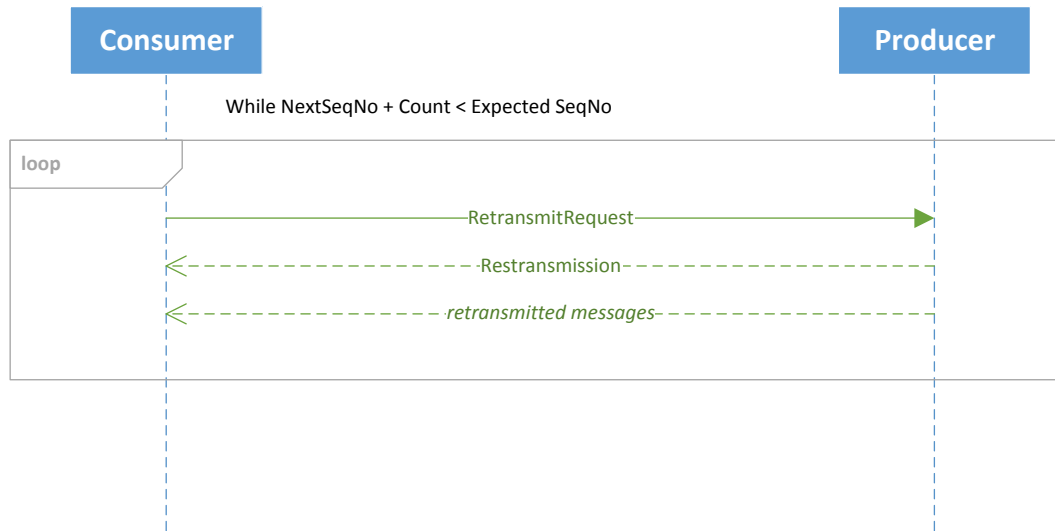 Consumer
Producer
While NextSeqNo + Count < Expected SeqNo
loop
RetransmitRequest
Restransmission
retransmitted messages